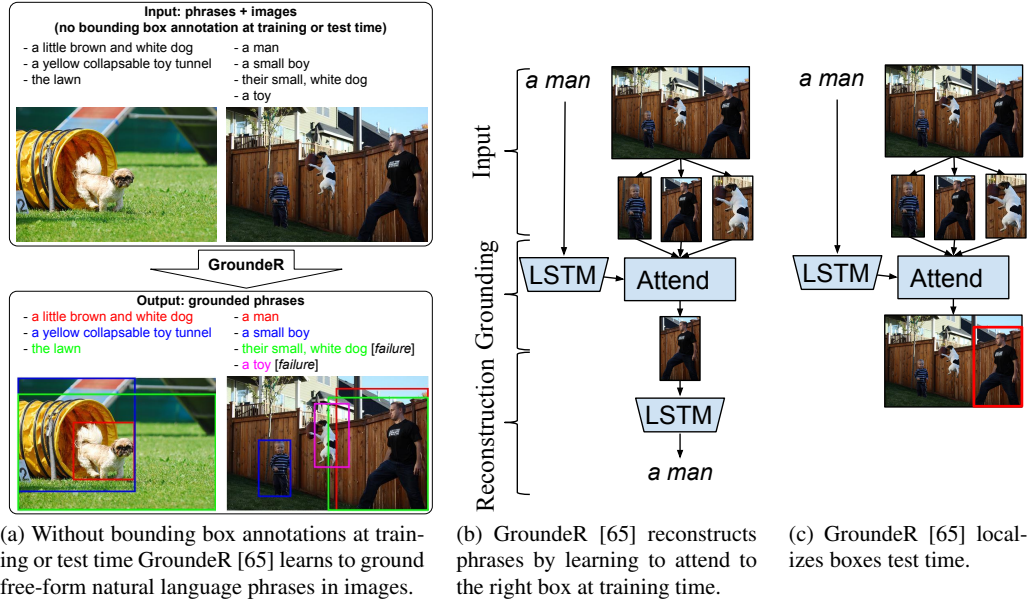 Input: phrases + images
(no bounding box annotation at training or test time)
- a little brown and white dog
- a yellow collapsable toy tunnel
- the lawn
- a man
- a small boy
- their small, white dog
- a toy
GroundeR
Output: grounded phrases
- a little brown and white dog
- a yellow collapsable toy tunnel
- the lawn
- a man
- a small boy
- their small, white dog [failure]
- a toy [failure]
(a) Without bounding box annotations at train-
ing or test time GroundeR [65] learns to ground
free-form natural language phrases in images.
Input
Grounding
Reconstruction
a man
LSTM
Attend
LSTM
a man
(b) GroundeR [65] reconstructs
phrases by learning to attend to
the right box at training time.
a man
LSTM
Attend
(c) GroundeR [65] local-
izes boxes test time.